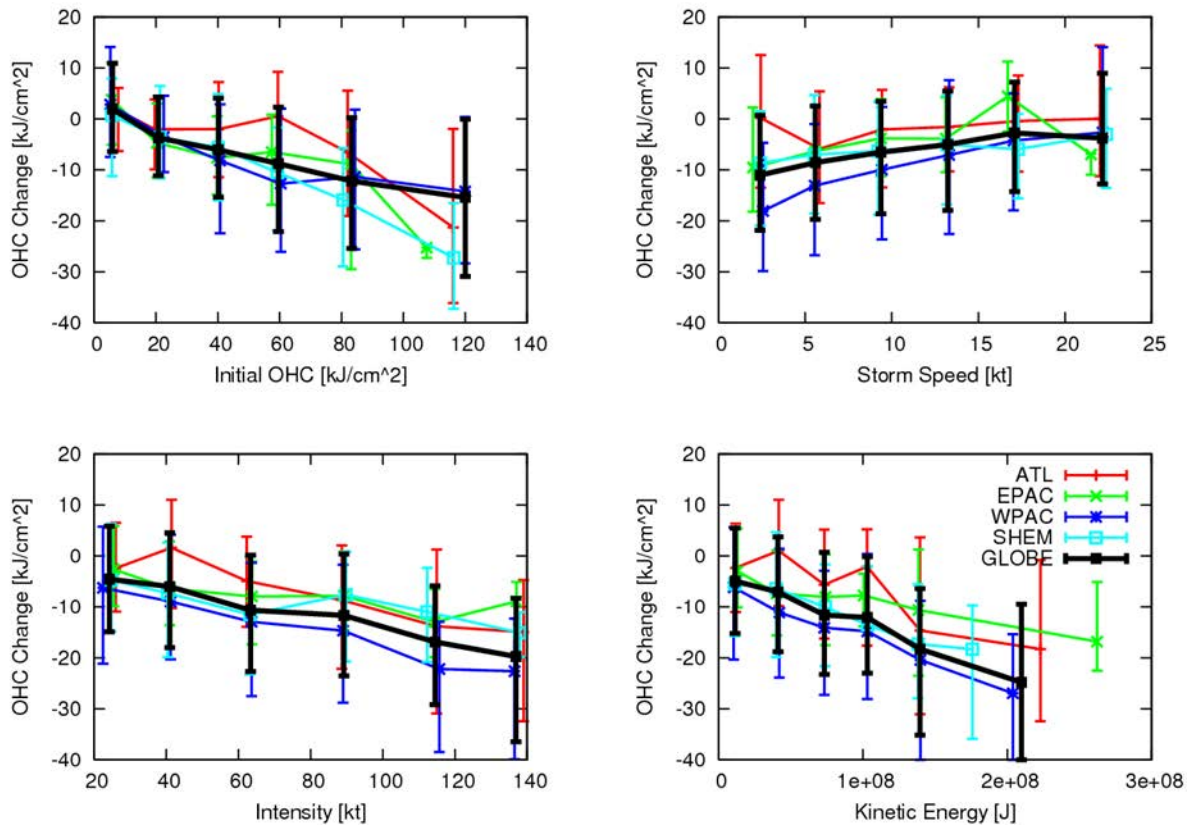 20
10
0
-10
-20
-30
-40
OHC Change [kJ/cm^2]
0 20 40 60 80 100 120 140
Initial OHC [kJ/cm^2]
20
10
0
-10
-20
-30
-40
OHC Change [kJ/cm^2]
0 5 10 15 20 25
Storm Speed [kt]
20
10
0
-10
-20
-30
-40
OHC Change [kJ/cm^2]
20 40 60 80 100 120 140
Intensity [kt]
20
10
0
-10
-20
-30
-40
OHC Change [kJ/cm^2]
ATL
EPAC
WPAC
SHEM
GLOBE
0 1e+08 2e+08 3e+08
Kinetic Energy [J]